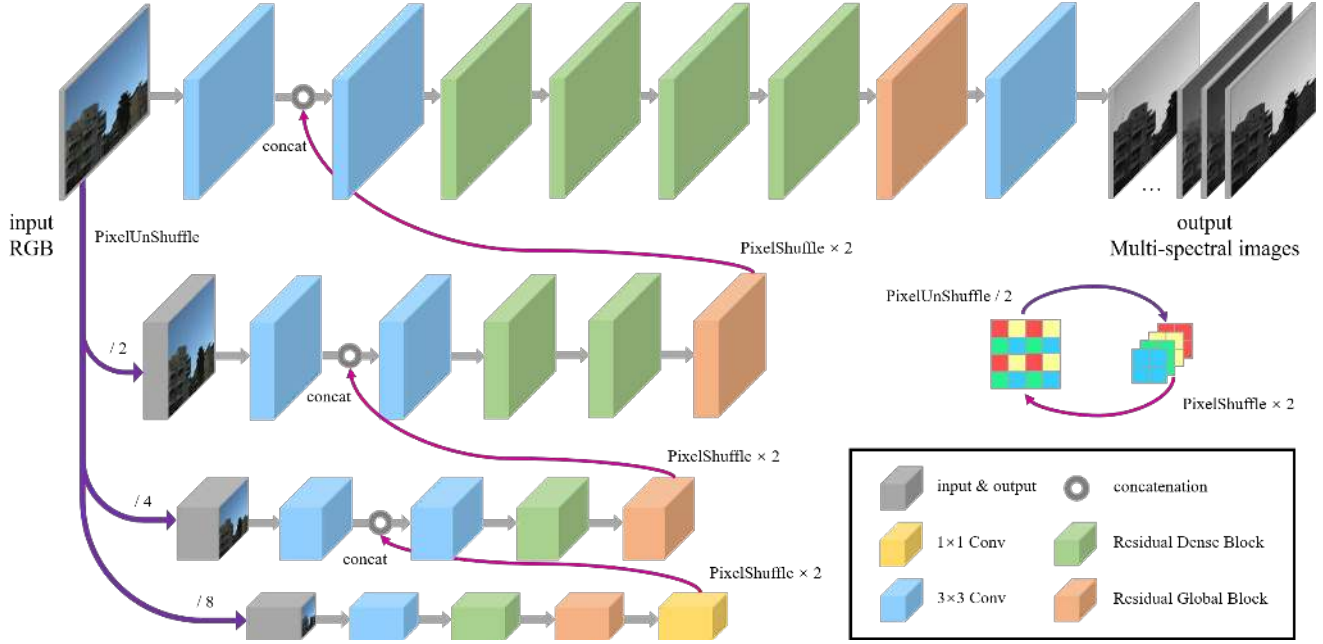 concat
input
RGB
PixelUnShuffle
PixelShuffle × 2
output
Multi-spectral images
...
/ 2
concat
PixelUnShuffle / 2
PixelShuffle × 2
PixelShuffle × 2
/ 4
concat
PixelShuffle × 2
/ 8
input & output
concatenation
1×1 Conv
Residual Dense Block
3×3 Conv
Residual Global Block